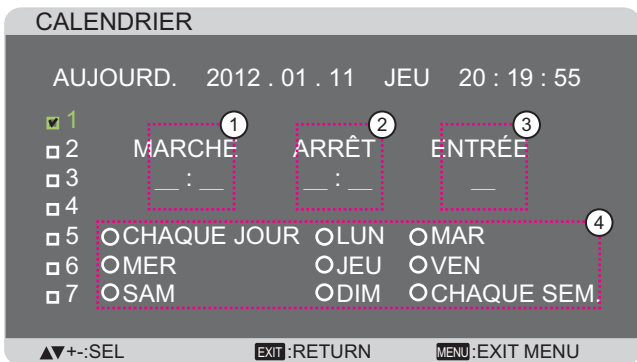 CALENDRIER
AUJOURD. 2012 . 01 . 11 JEU 20 : 19 : 55
1 1 2 3
2 MARCHE ARRÊT ENTRÉE
3 __ : __ __ : __ __
4 4
5 CHAQUE JOUR LUN MAR
6 MER JEU VEN
7 SAM DIM CHAQUE SEM.
▲▼+-:SEL EXIT:RETURN MENU:EXIT MENU